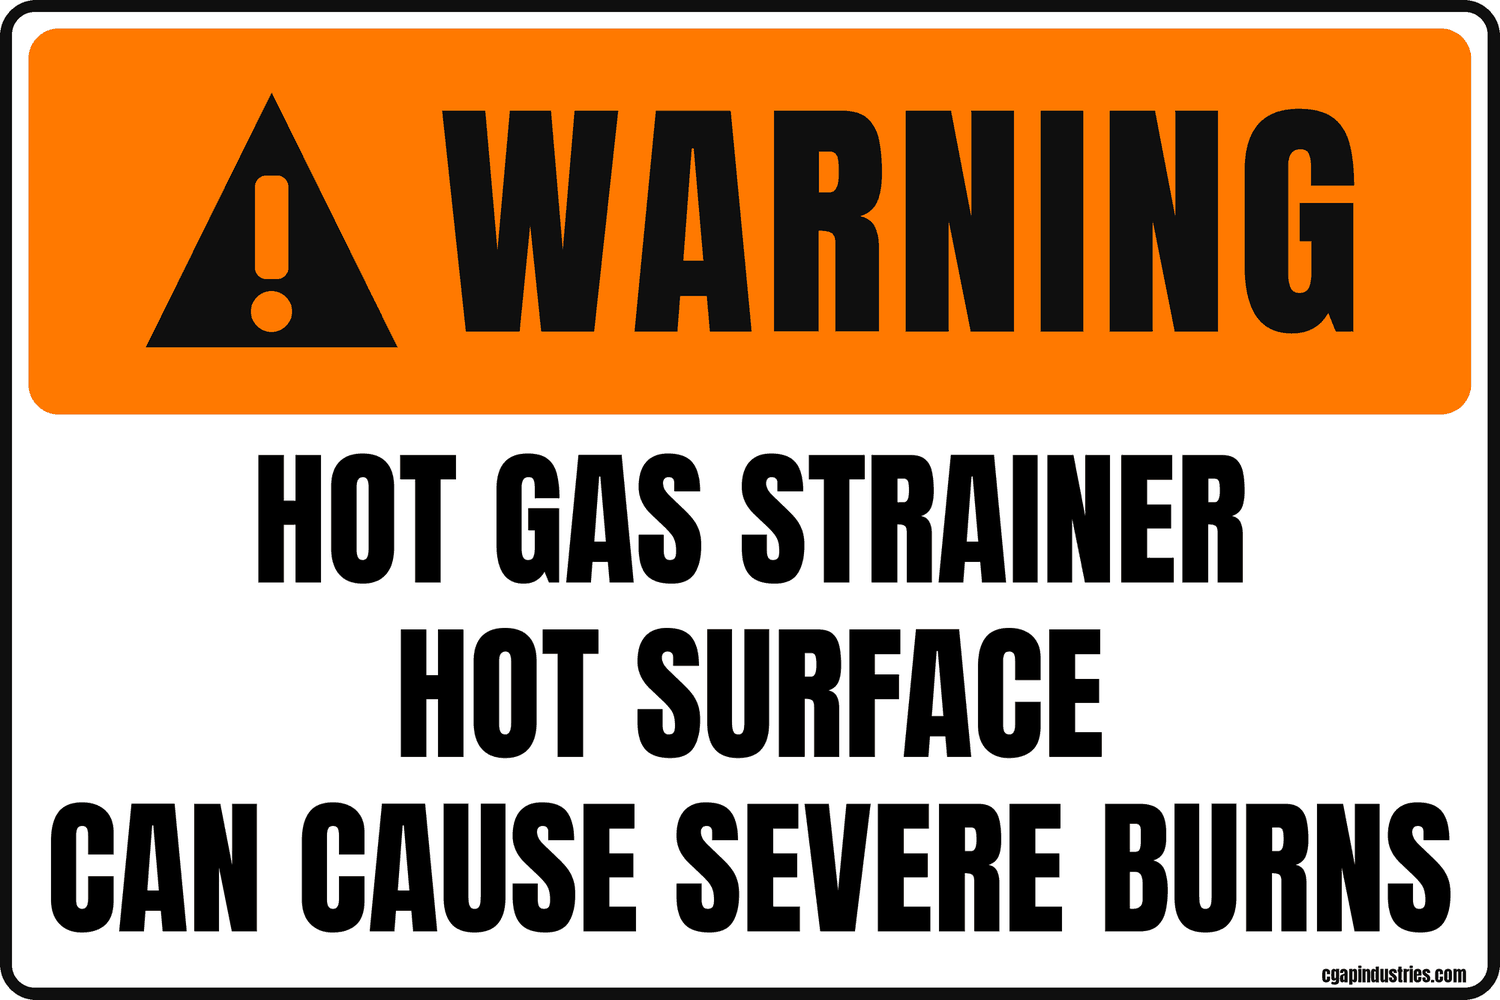 WARNING
HOT GAS STRAINER
HOT SURFACE
CAN CAUSE SEVERE BURNS
cgapindustries.com